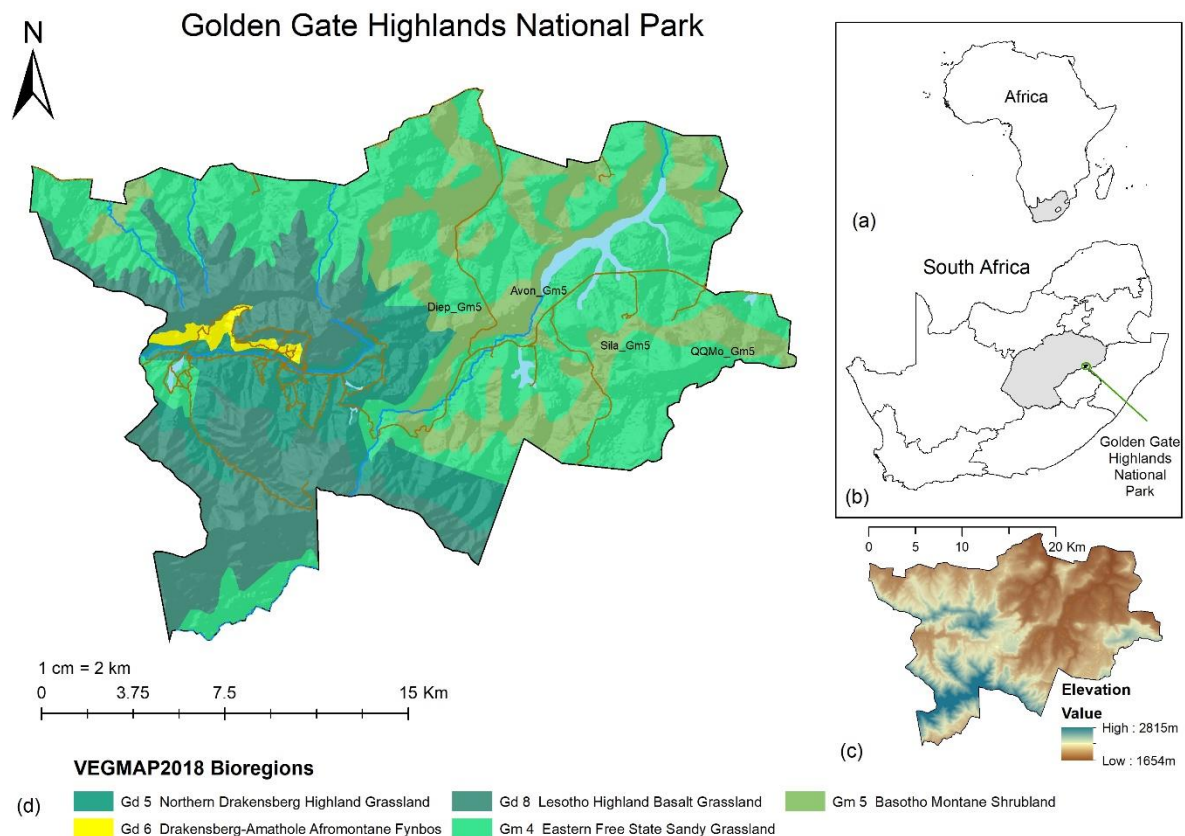 Golden Gate Highlands National Park
N
Diep_Gm5
Avon_Gm5
Sila_Gm5
QQMo_Gm5
1 cm = 2 km
0 3.75 7.5 15 Km
Africa
(a)
South Africa
Golden Gate
Highlands
National
Park
(b)
0 5 10 20 Km
Elevation
Value
High : 2815m
Low : 1654m
(c)
VEGMAP2018 Bioregions
(d)
Gd 5 Northern Drakensberg Highland Grassland
Gd 8 Lesotho Highland Basalt Grassland
Gm 5 Basotho Montane Shrubland
Gd 6 Drakensberg-Amathole Afromontane Fynbos
Gm 4 Eastern Free State Sandy Grassland